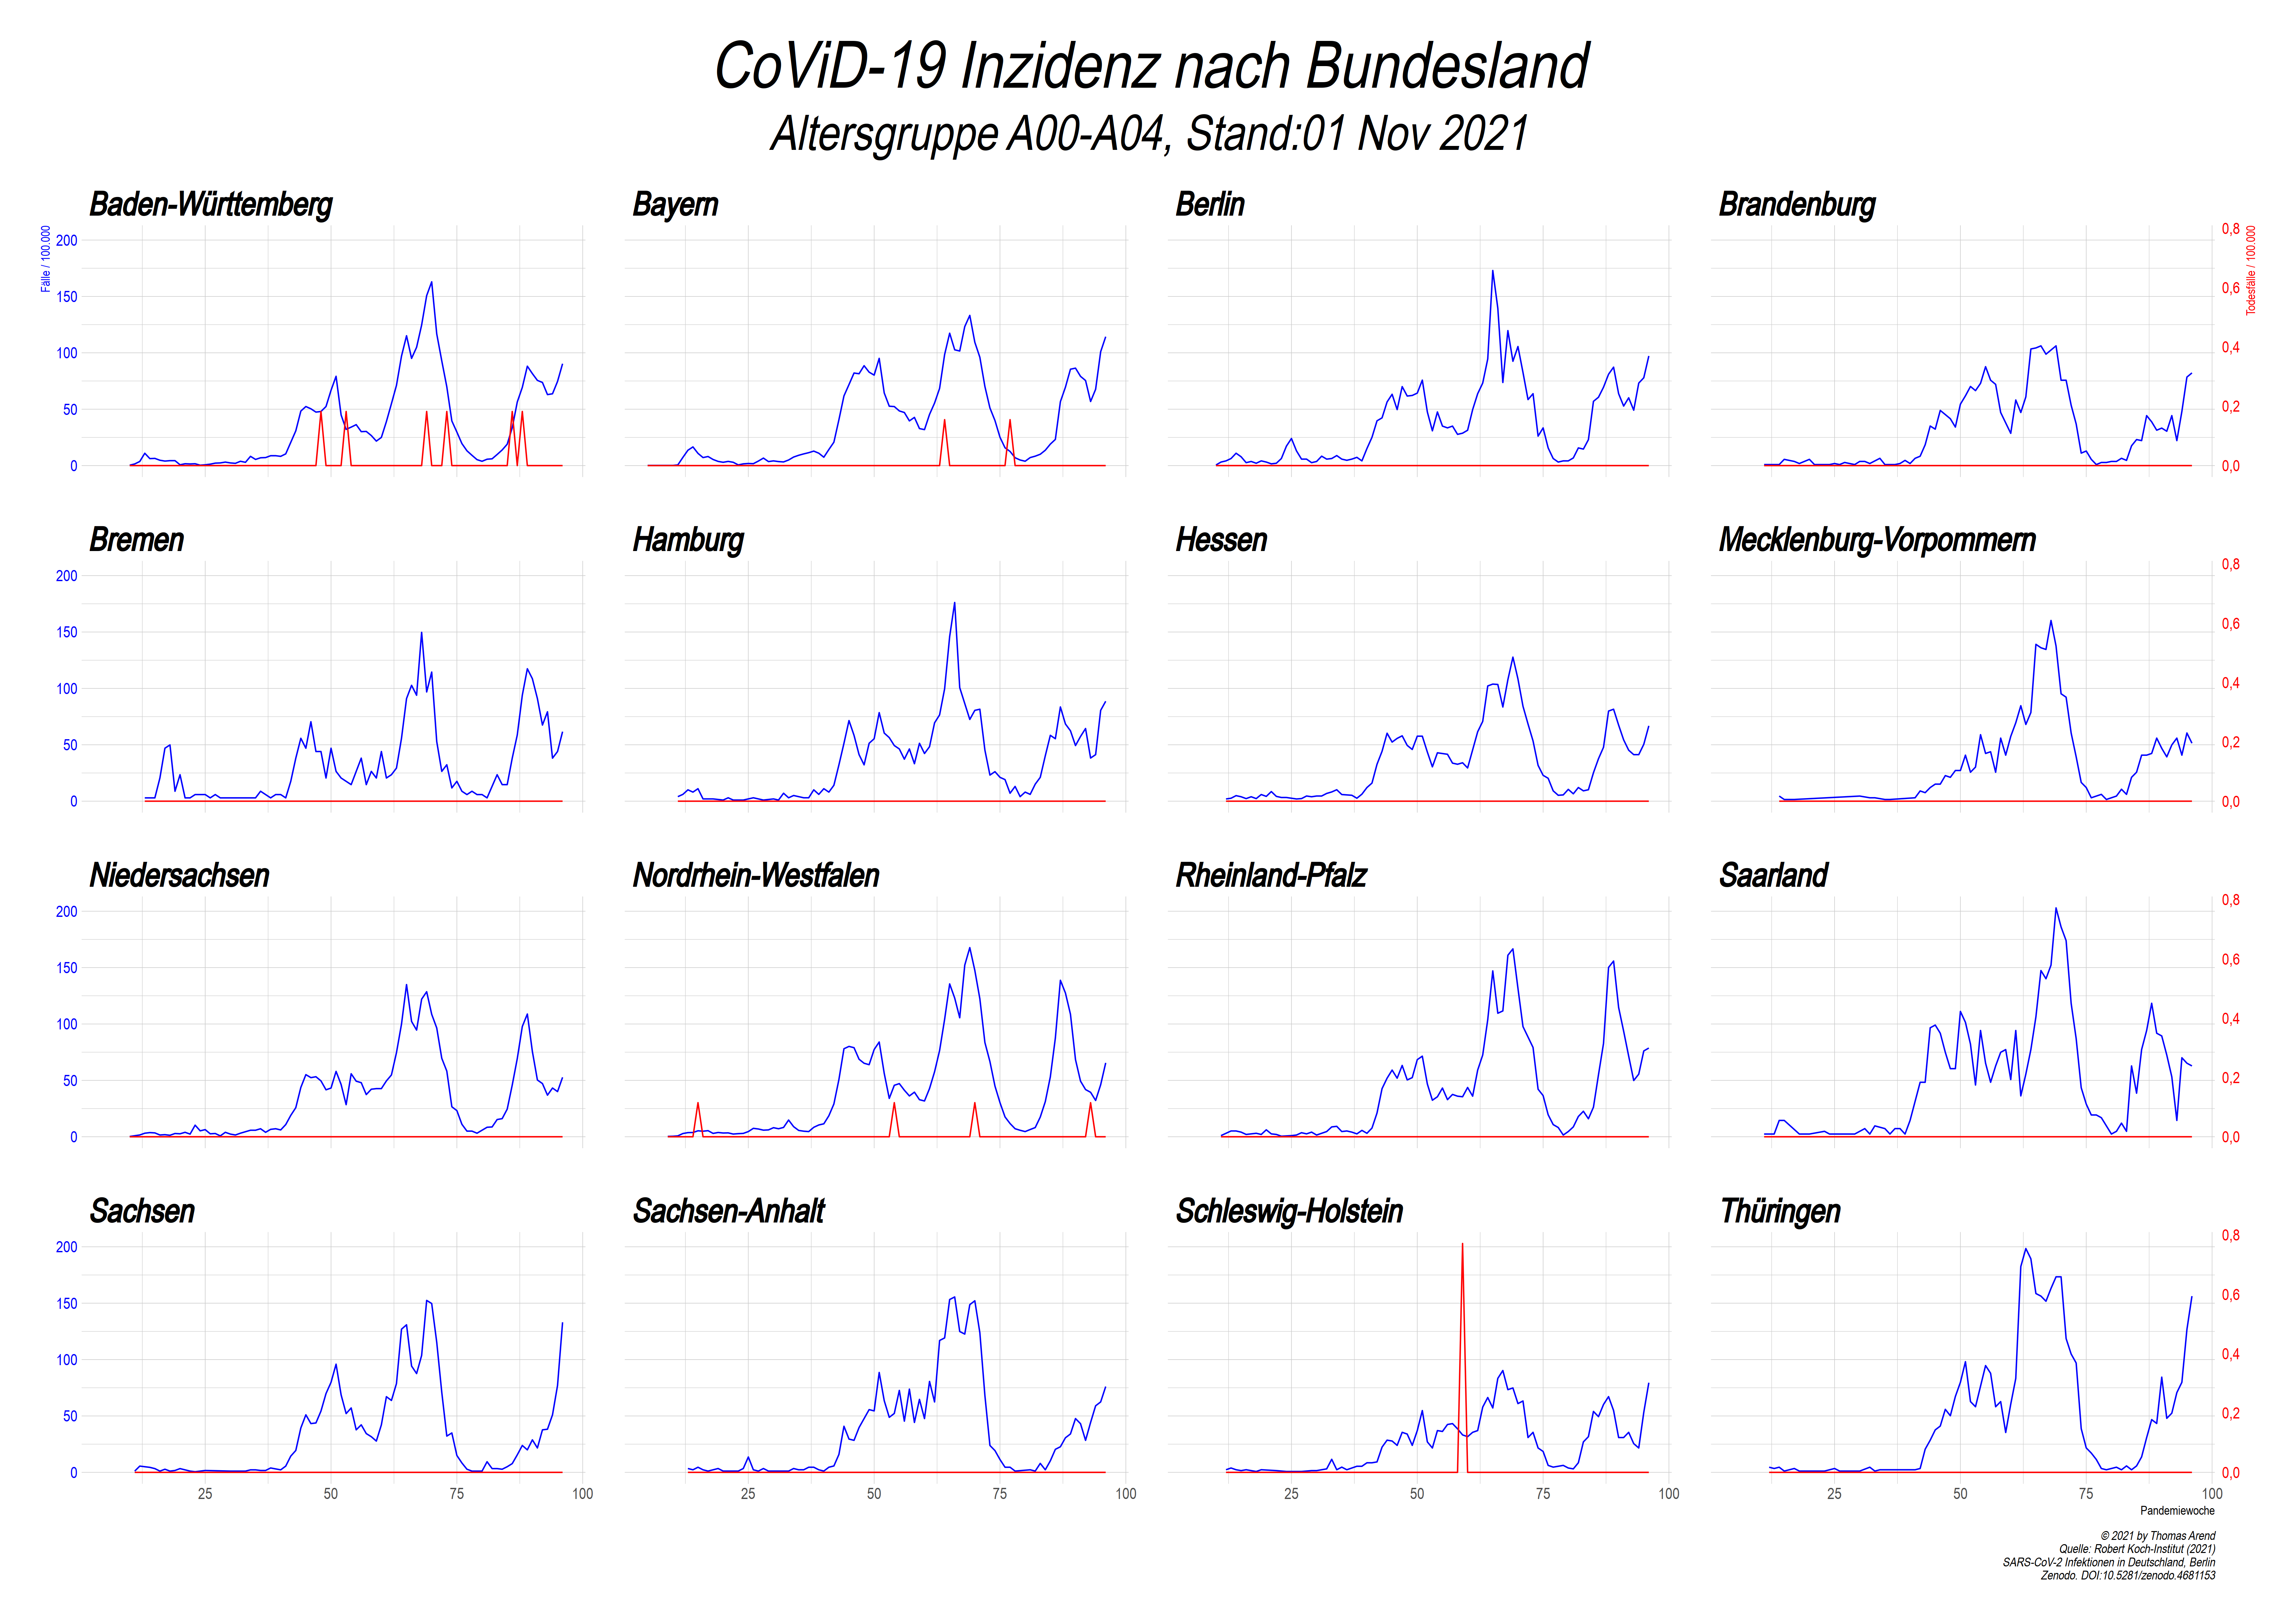 CoViD-19 Inzidenz nach Bundesland
Altersgruppe A00-A04, Stand:01 Nov 2021
Baden-Württemberg
Bayern
Berlin
Brandenburg
Fälle / 100.000
200
150
100
50
0
0,8
0,6
0,4
0,2
0,0
Todesfälle / 100.000
Bremen
Hamburg
Hessen
Mecklenburg-Vorpommern
200
150
100
50
0
0,8
0,6
0,4
0,2
0,0
Niedersachsen
Nordrhein-Westfalen
Rheinland-Pfalz
Saarland
200
150
100
50
0
0,8
0,6
0,4
0,2
0,0
Sachsen
Sachsen-Anhalt
Schleswig-Holstein
Thüringen
200
150
100
50
0
0,8
0,6
0,4
0,2
0,0
25 50 75 100
25 50 75 100
25 50 75 100
25 50 75 100
Pandemiewoche
© 2021 by Thomas Arend
Quelle: Robert Koch-Institut (2021)
SARS-CoV-2 Infektionen in Deutschland, Berlin
Zenodo. DOI:10.5281/zenodo.4681153